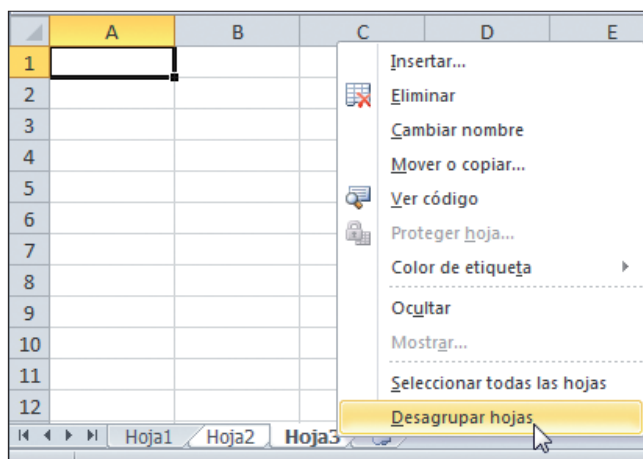 A B C D E
1
2
3
4
5
6
7
8
9
10
11
12
Insertar...
Eliminar
Cambiar nombre
Mover o copiar...
Ver código
Proteger hoja...
Color de etiqueta
Ocultar
Mostrar...
Seleccionar todas las hojas
Desagrupar hojas
Hoja1 Hoja2 Hoja3